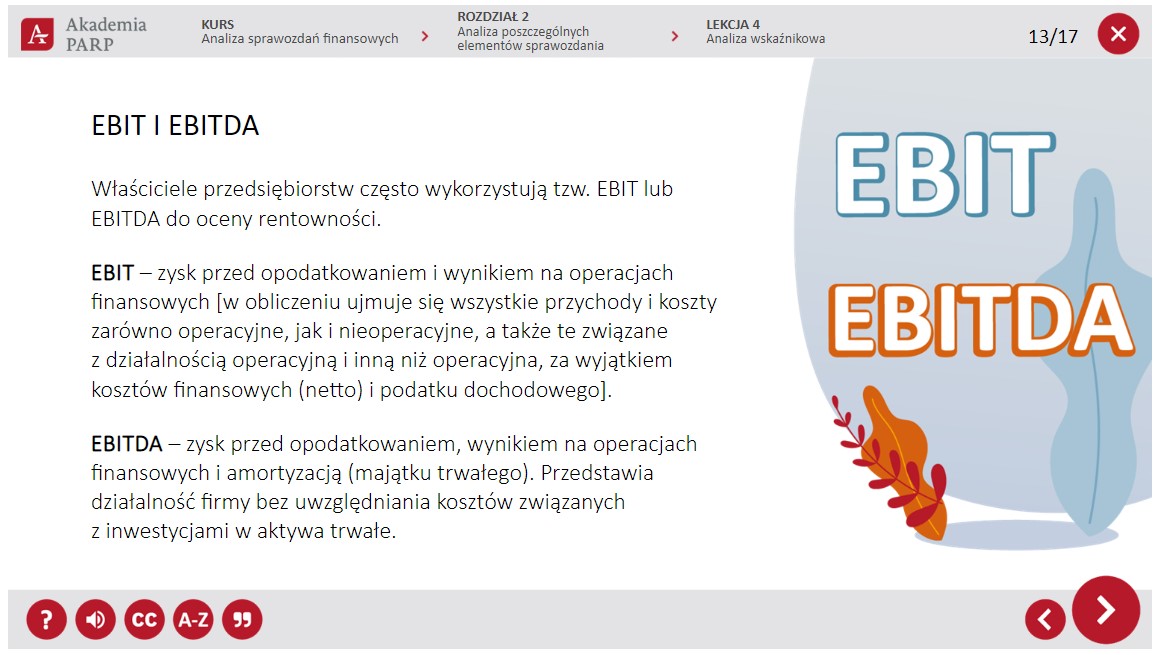 Akademia
PARP
KURS
Analiza sprawozdań finansowych
ROZDZIAŁ 2
Analiza poszczególnych
elementów sprawozdania
LEKCJA 4
Analiza wskaźnikowa
13/17
EBIT I EBITDA
Właściciele przedsiębiorstw często wykorzystują tzw. EBIT lub
EBITDA do oceny rentowności.
EBIT – zysk przed opodatkowaniem i wynikiem na operacjach
finansowych [w obliczeniu ujmuje się wszystkie przychody i koszty
zarówno operacyjne, jak i nieoperacyjne, a także te związane
z działalnością operacyjną i inną niż operacyjna, za wyjątkiem
kosztów finansowych (netto) i podatku dochodowego].
EBITDA – zysk przed opodatkowaniem, wynikiem na operacjach
finansowych i amortyzacją (majątku trwałego). Przedstawia
działalność firmy bez uwzględniania kosztów związanych
z inwestycjami w aktywa trwałe.
EBIT
EBITDA
?
CC
A-Z